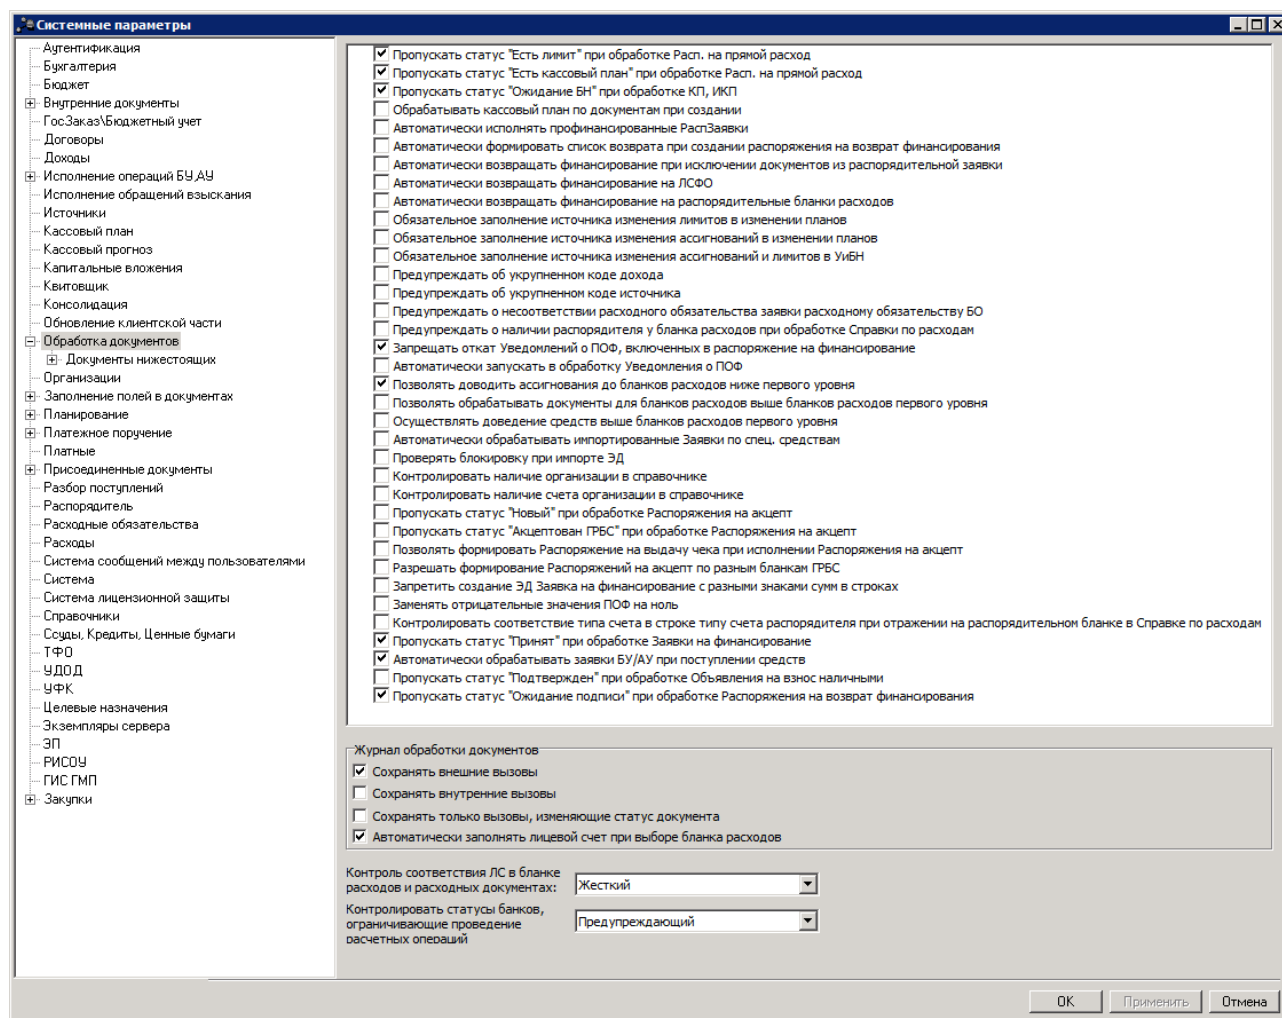 Системные параметры
Аутентификация
Бухгалтерия
Бюджет
Внутренние документы
ГосЗаказ\Бюджетный учет
Договоры
Доходы
Исполнение операций БУ,АУ
Исполнение обращений взыскания
Источники
Кассовый план
Кассовый прогноз
Капитальные вложения
Квитовщик
Консолидация
Обновление клиентской части
Обработка документов
Документы нижестоящих
Организации
Заполнение полей в документах
Планирование
Платежное поручение
Платные
Присоединенные документы
Разбор поступлений
Распорядитель
Расходные обязательства
Расходы
Система сообщений между пользователями
Система
Система лицензионной защиты
Справочники
Ссуды, Кредиты, Ценные бумаги
ТФО
УДОД
УФК
Целевые назначения
Экземпляры сервера
ЭП
РИСОУ
ГИС ГМП
Закупки
Пропускать статус "Есть лимит" при обработке Расп. на прямой расход
Пропускать статус "Есть кассовый план" при обработке Расп. на прямой расход
Пропускать статус "Ожидание БН" при обработке КП, ИКП
Обрабатывать кассовый план по документам при создании
Автоматически исполнять профинансированные РаспЗаявки
Автоматически формировать список возврата при создании распоряжения на возврат финансирования
Автоматически возвращать финансирование при исключении документов из распорядительной заявки
Автоматически возвращать финансирование на ЛСФО
Автоматически возвращать финансирование на распорядительные бланки расходов
Обязательное заполнение источника изменения лимитов в изменении планов
Обязательное заполнение источника изменения ассигнований в изменении планов
Обязательное заполнение источника изменения ассигнований и лимитов в УиБН
Предупреждать об укрупненном коде дохода
Предупреждать об укрупненном коде источника
Предупреждать о несоответствии расходного обязательства заявки расходному обязательству БО
Предупреждать о наличии распорядителя у бланка расходов при обработке Справки по расходам
Запрещать откат Уведомлений о ПОФ, включенных в распоряжение на финансирование
Автоматически запускать в обработку Уведомления о ПОФ
Позволять доводить ассигнования до бланков расходов ниже первого уровня
Позволять обрабатывать документы для бланков расходов выше бланков расходов первого уровня
Осуществлять доведение средств выше бланков расходов первого уровня
Автоматически обрабатывать импортированные Заявки по спец. средствам
Проверять блокировку при импорте ЭД
Контролировать наличие организации в справочнике
Контролировать наличие счета организации в справочнике
Пропускать статус "Новый" при обработке Распоряжения на акцепт
Пропускать статус "Акцептован ГРБС" при обработке Распоряжения на акцепт
Позволять формировать Распоряжение на выдачу чека при исполнении Распоряжения на акцепт
Разрешать формирование Распоряжений на акцепт по разным бланкам ГРБС
Запретить создание ЭД Заявка на финансирование с разными знаками сумм в строках
Заменять отрицательные значения ПОФ на ноль
Контролировать соответствие типа счета в строке типу счета распорядителя при отражении на распорядительном бланке в Справке по расходам
Пропускать статус "Принят" при обработке Заявки на финансирование
Автоматически обрабатывать заявки БУ/АУ при поступлении средств
Пропускать статус "Подтвержден" при обработке Объявления на взнос наличными
Пропускать статус "Ожидание подписи" при обработке Распоряжения на возврат финансирования
Журнал обработки документов
Сохранять внешние вызовы
Сохранять внутренние вызовы
Сохранять только вызовы, изменяющие статус документа
Автоматически заполнять лицевой счет при выборе бланка расходов
Контроль соответствия ЛС в бланке
расходов и расходных документах:
Жесткий
Контролировать статусы банков,
ограничивающие проведение
расчетных операций
Предупреждающий
OK
Применить
Отмена